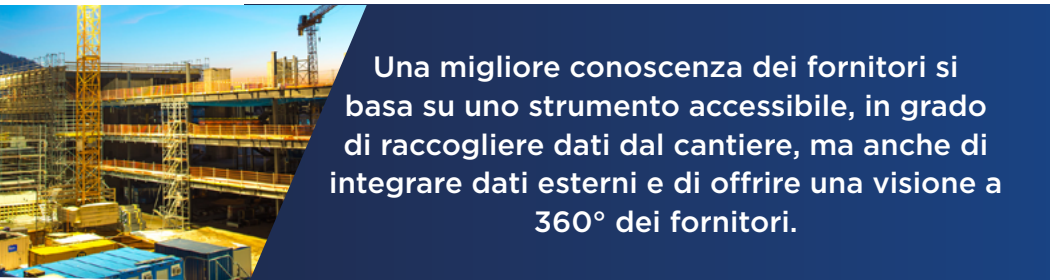 Una migliore conoscenza dei fornitori si
basa su uno strumento accessibile, in grado
di raccogliere dati dal cantiere, ma anche di
integrare dati esterni e di offrire una visione a
360° dei fornitori.